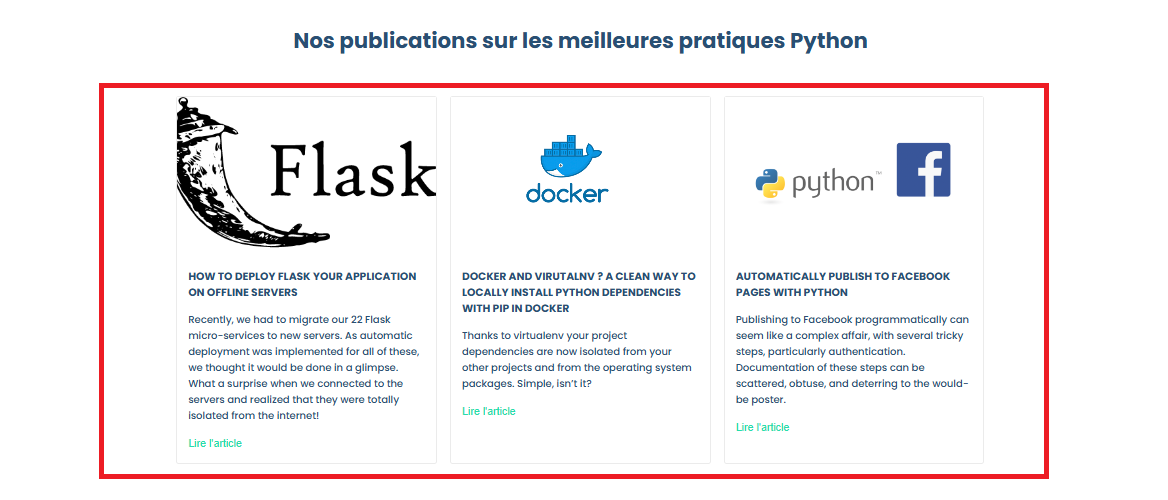 Nos publications sur les meilleures pratiques Python
Flask
docker
python™
f
HOW TO DEPLOY FLASK YOUR APPLICATION
ON OFFLINE SERVERS
Recently, we had to migrate our 22 Flask
micro-services to new servers. As automatic
deployment was implemented for all of these,
we thought it would be done in a glimpse.
What a surprise when we connected to the
servers and realized that they were totally
isolated from the internet!
Lire l'article
DOCKER AND VIRUTALNV ? A CLEAN WAY TO
LOCALLY INSTALL PYTHON DEPENDENCIES
WITH PIP IN DOCKER
Thanks to virtualenv your project
dependencies are now isolated from your
other projects and from the operating system
packages. Simple, isn't it?
Lire l'article
AUTOMATICALLY PUBLISH TO FACEBOOK
PAGES WITH PYTHON
Publishing to Facebook programmatically can
seem like a complex affair, with several tricky
steps, particularly authentication.
Documentation of these steps can be
scattered, obtuse, and deterring to the would-
be poster.
Lire l'article